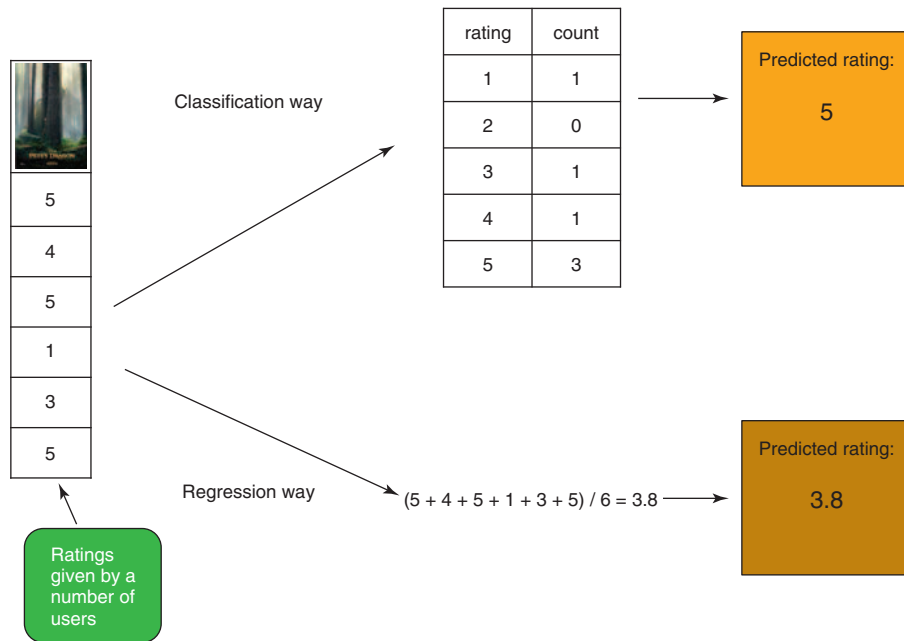 rating count
1 1
2 0
3 1
4 1
5 3
Classification way
Predicted rating:
5
PETE'S DRAGON
5
4
5
1
3
5
Regression way
(5 + 4 + 5 + 1 + 3 + 5) / 6 = 3.8
Predicted rating:
3.8
Ratings
given by a
number of
users